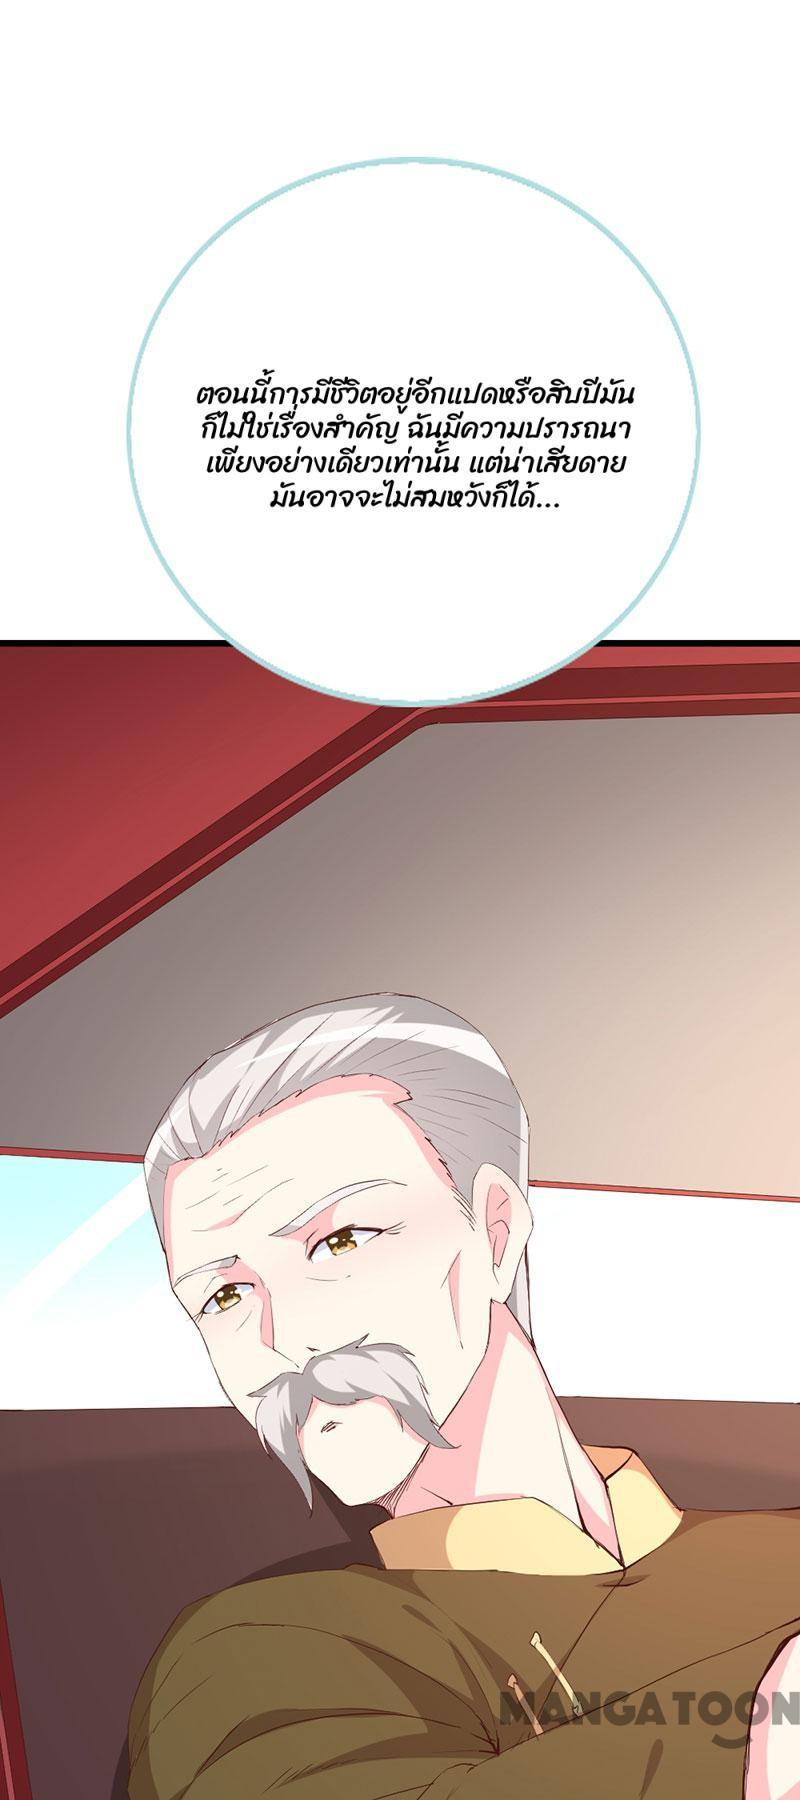 ตอนนี้การมีชีวิตอยู่อีกแปดหรือสิบปีมัน
ก็ไม่ใช่เรื่องสำคัญ ฉันมีความปรารถนา
เพียงอย่างเดียวเท่านั้น แต่น่าเสียดาย
มันอาจจะไม่สมหวังก็ได้...
MANGATOON